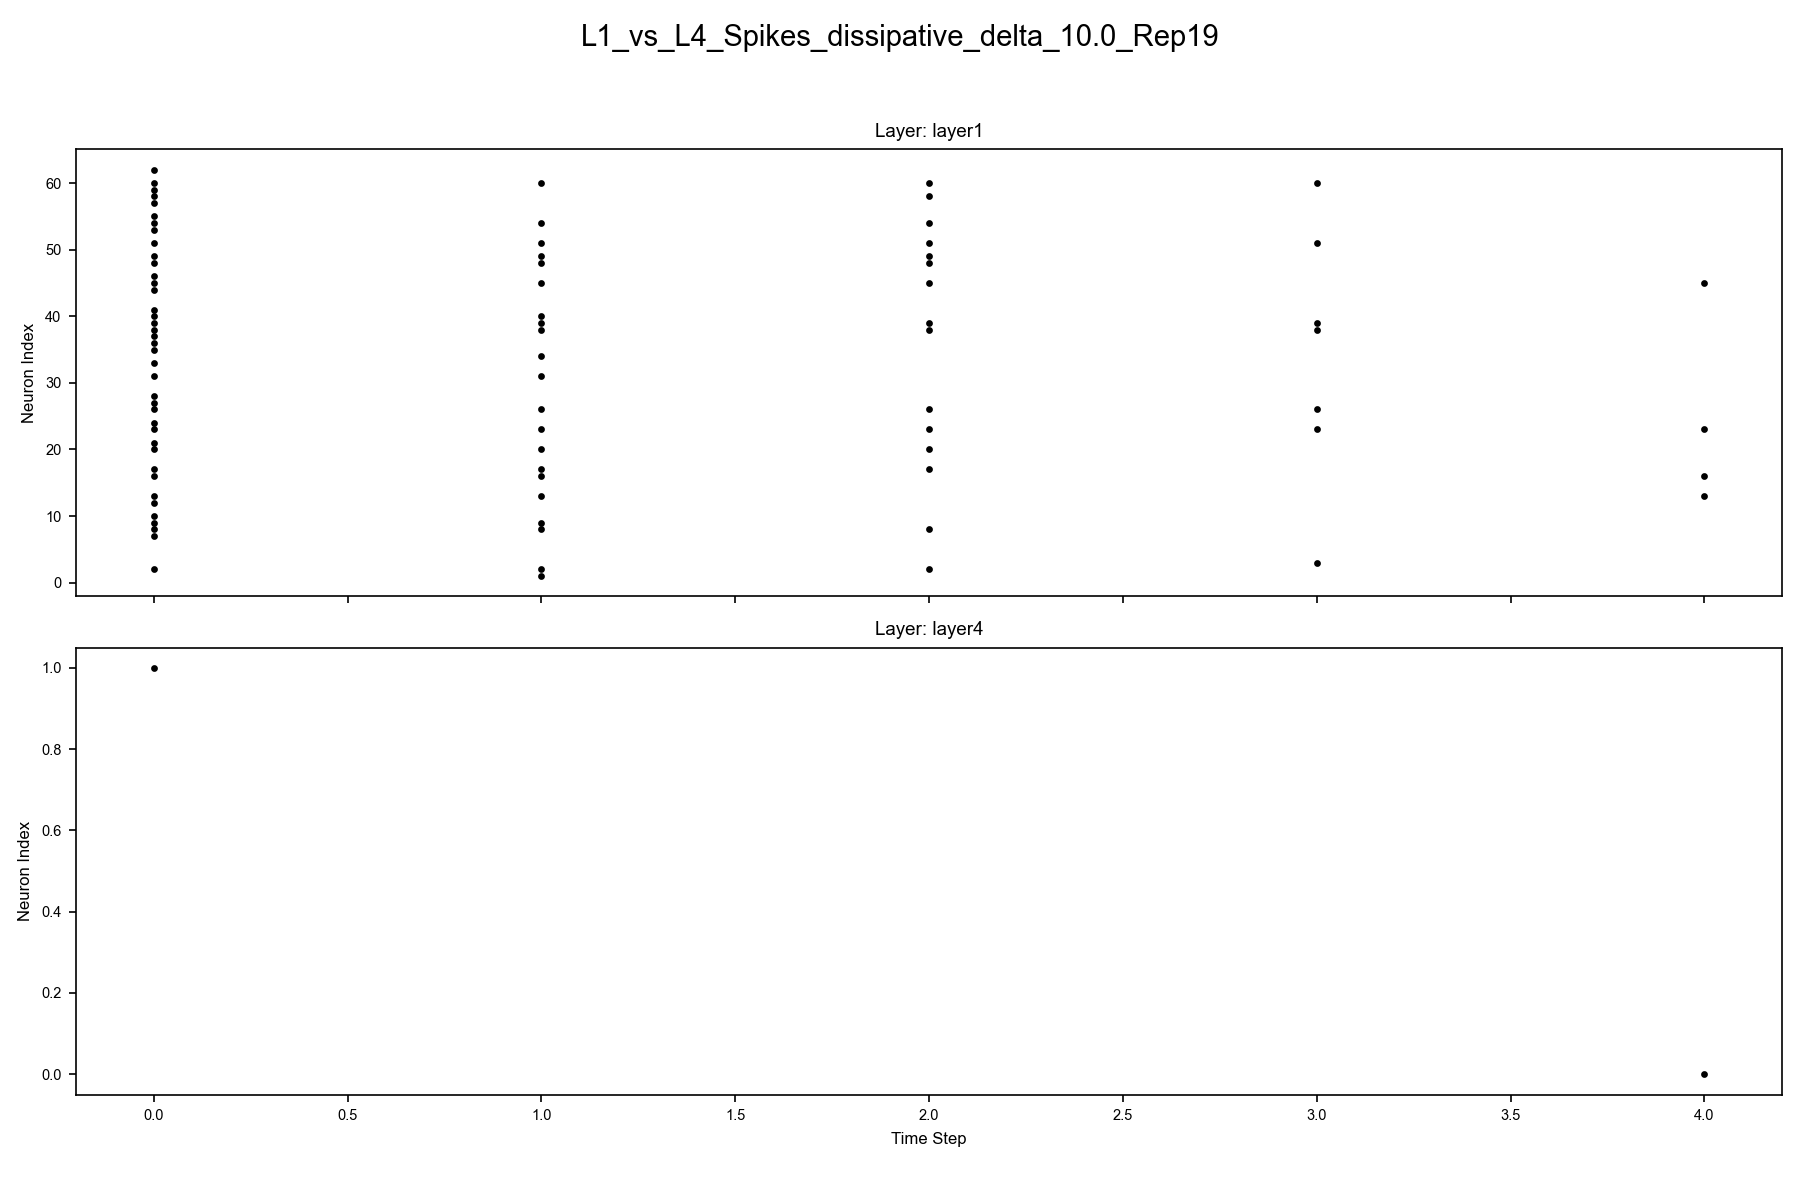 L1_vs_L4_Spikes_dissipative_delta_10.0_Rep19
Layer: layer1
60
50
40
30
20
10
0
Neuron Index
Layer: layer4
1.0
0.8
0.6
0.4
0.2
0.0
Neuron Index
0.0 0.5 1.0 1.5 2.0 2.5 3.0 3.5 4.0
Time Step